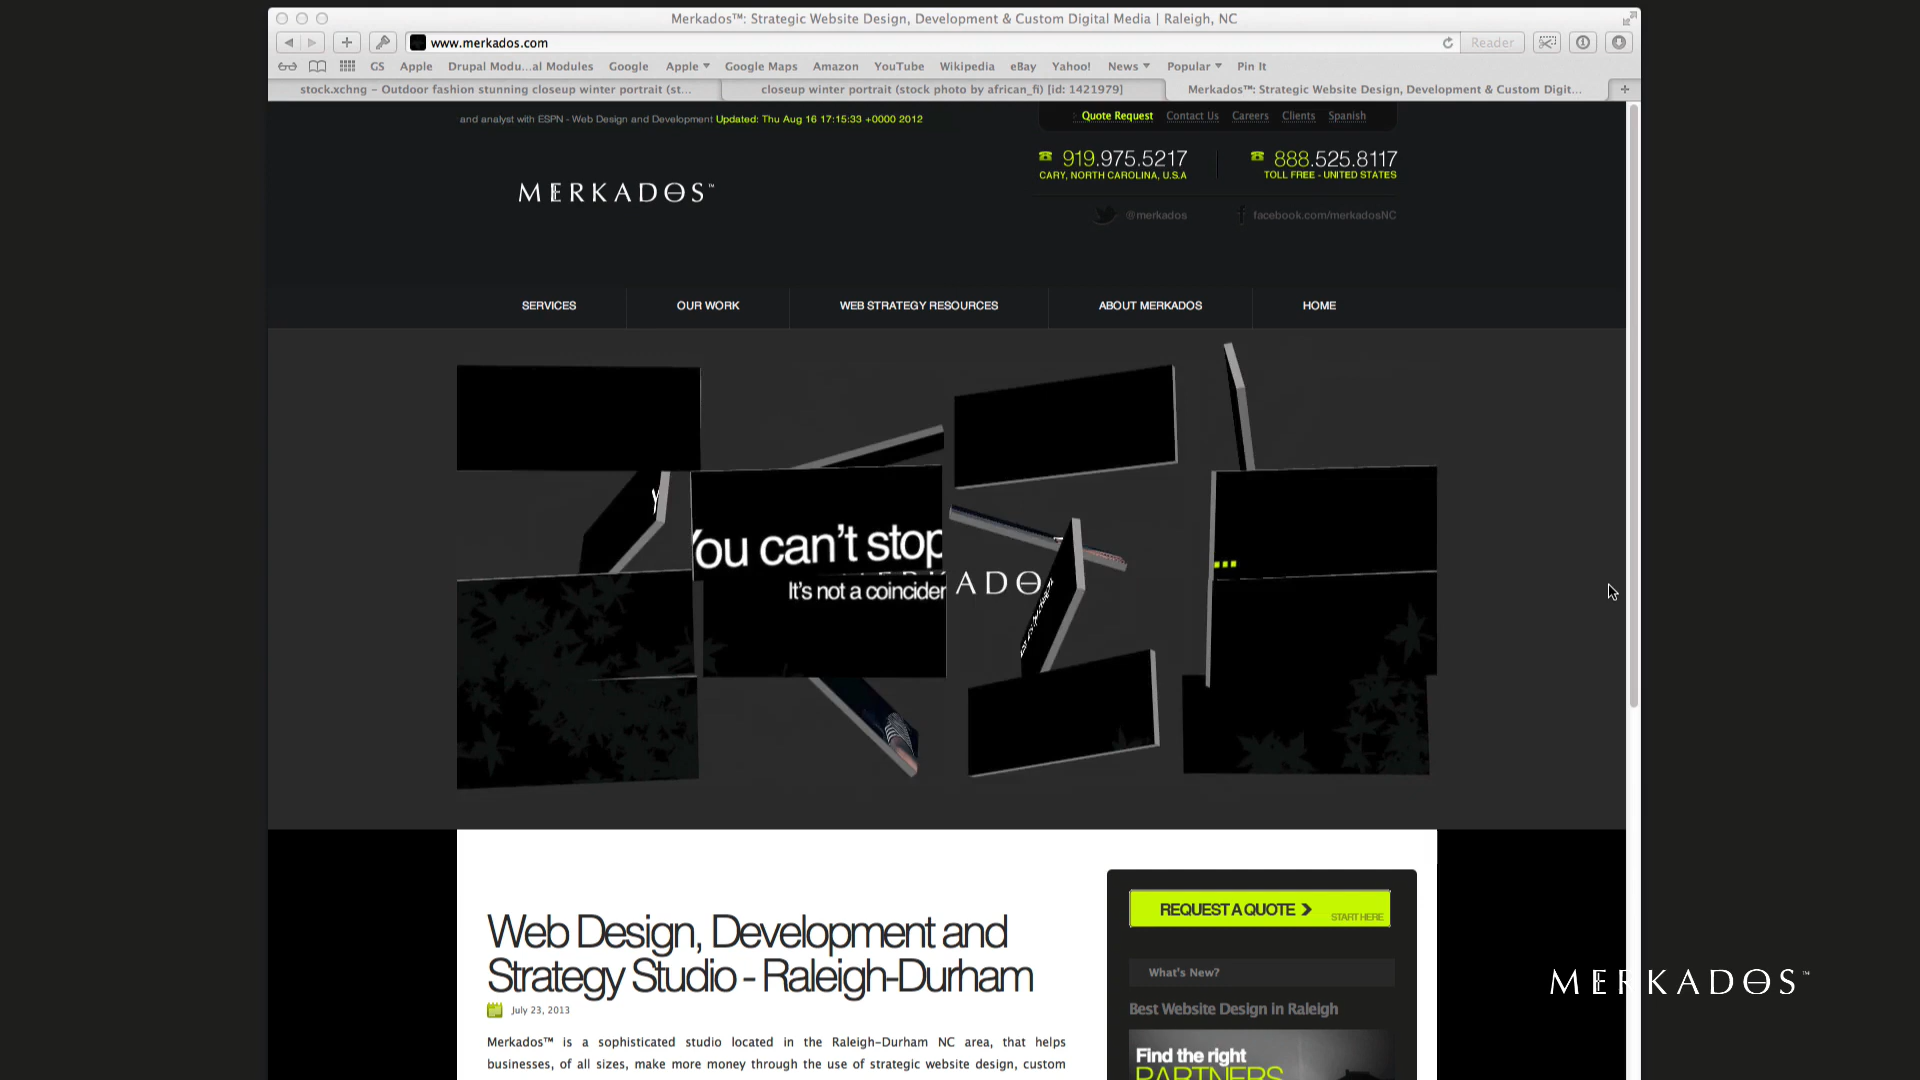 Merkados™: Strategic Website Design, Development & Custom Digital Media | Raleigh, NC
www.merkados.com
Reader
GS Apple Drupal Modu...al Modules Google Apple Google Maps Amazon YouTube Wikipedia eBay Yahoo! News Popular Pin It
stock.xchng – Outdoor fashion stunning closeup winter portrait (st... closeup winter portrait (stock photo by african_fi) [id: 1421979] Merkados™: Strategic Website Design, Development & Custom Digit...
and analyst with ESPN - Web Design and Development Updated: Thu Aug 16 17:15:33 +0000 2012
Quote Request Contact Us Careers Clients Spanish
919.975.5217 888.525.8117
CARY, NORTH CAROLINA, U.S.A TOLL FREE - UNITED STATES
MERKADOS™
@merkados facebook.com/merkadosNC
SERVICES OUR WORK WEB STRATEGY RESOURCES ABOUT MERKADOS HOME
You can't stop
...
It's not a coinciden
ADO
Web Design, Development and
Strategy Studio - Raleigh-Durham
July 23, 2013
Merkados™ is a sophisticated studio located in the Raleigh-Durham NC area, that helps
businesses, of all sizes, make more money through the use of strategic website design, custom
REQUEST A QUOTE START HERE
What's New?
Best Website Design in Raleigh
Find the right
PARTNERS
MERKADOS™